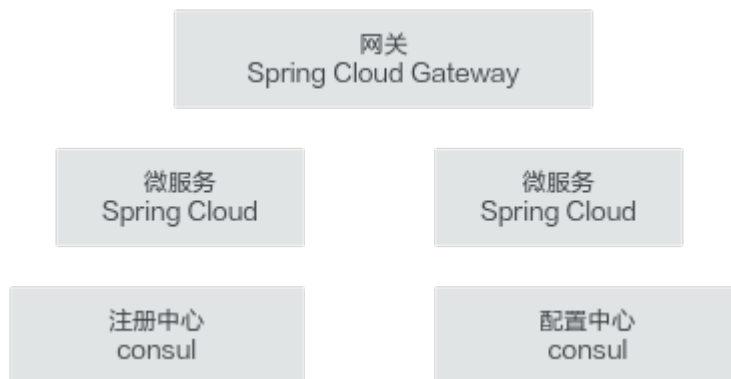 网关
Spring Cloud Gateway
微服务
Spring Cloud
微服务
Spring Cloud
注册中心
consul
配置中心
consul